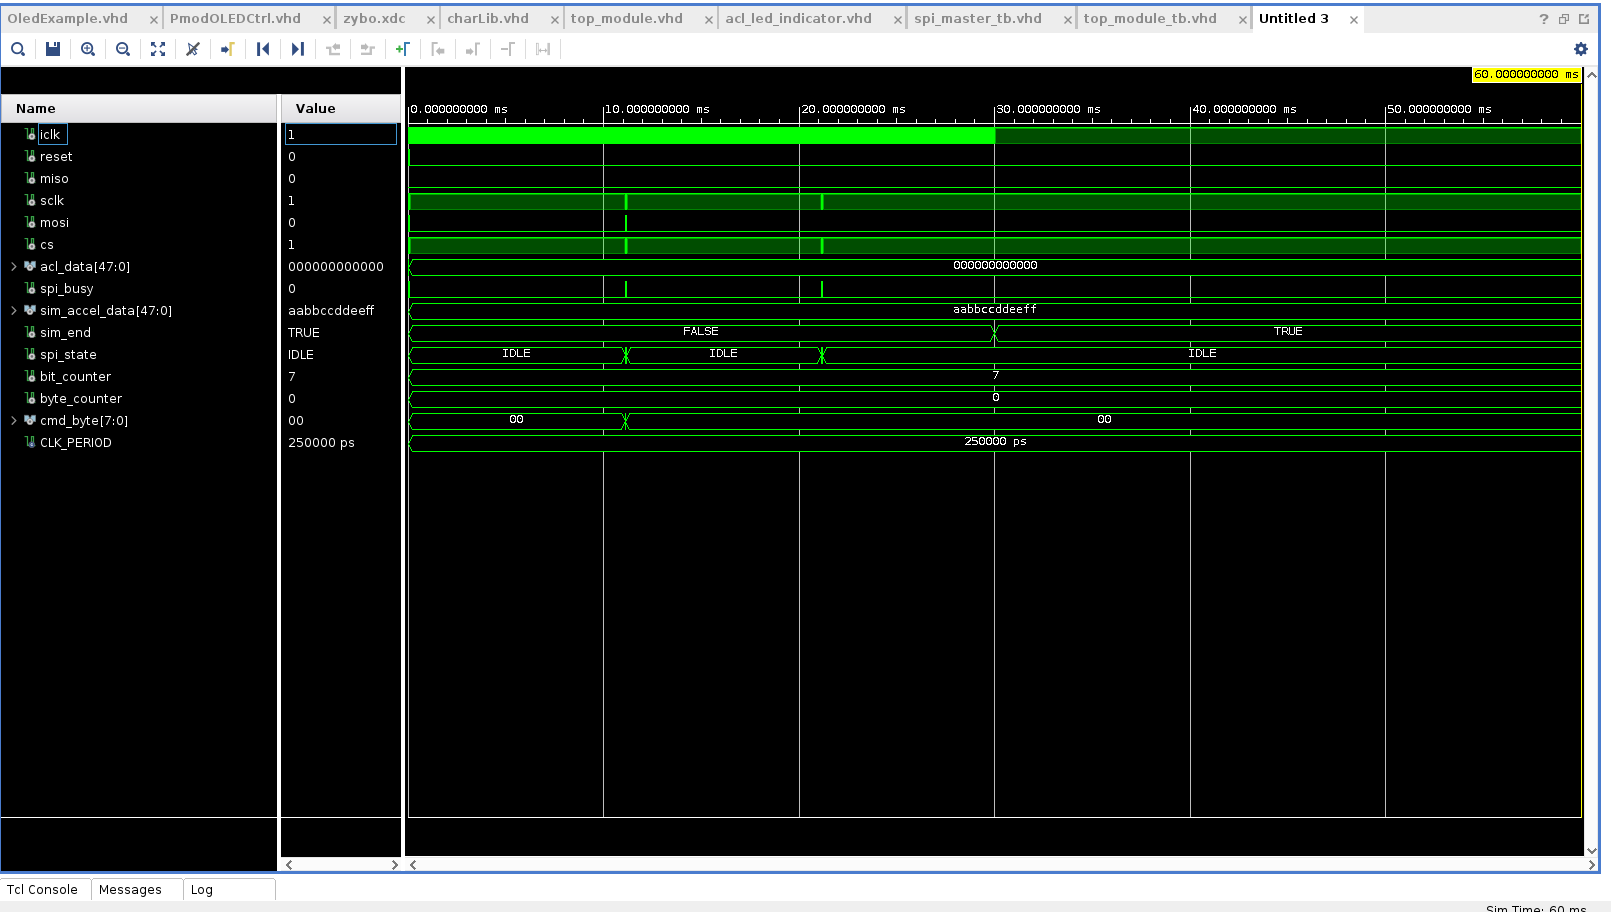 OledExample.vhd PmodOLEDCtrl.vhd zybo.xdc charLib.vhd top_module.vhd acl_led_indicator.vhd spi_master_tb.vhd top_module_tb.vhd Untitled 3
60.000000000 ms
Name Value
0.000000000 ms 10.000000000 ms 20.000000000 ms 30.000000000 ms 40.000000000 ms 50.000000000 ms
iclk 1
reset 0
miso 0
sclk 1
mosi 0
cs 1
acl_data[47:0] 000000000000 000000000000
spi_busy 0
sim_accel_data[47:0] aabbccddeeff aabbccddeeff
sim_end TRUE FALSE TRUE
spi_state IDLE IDLE IDLE IDLE
bit_counter 7 7
byte_counter 0 0
cmd_byte[7:0] 00 00 00
CLK_PERIOD 250000 ps 250000 ps
Tcl Console Messages Log
Sim Time: 60 ms